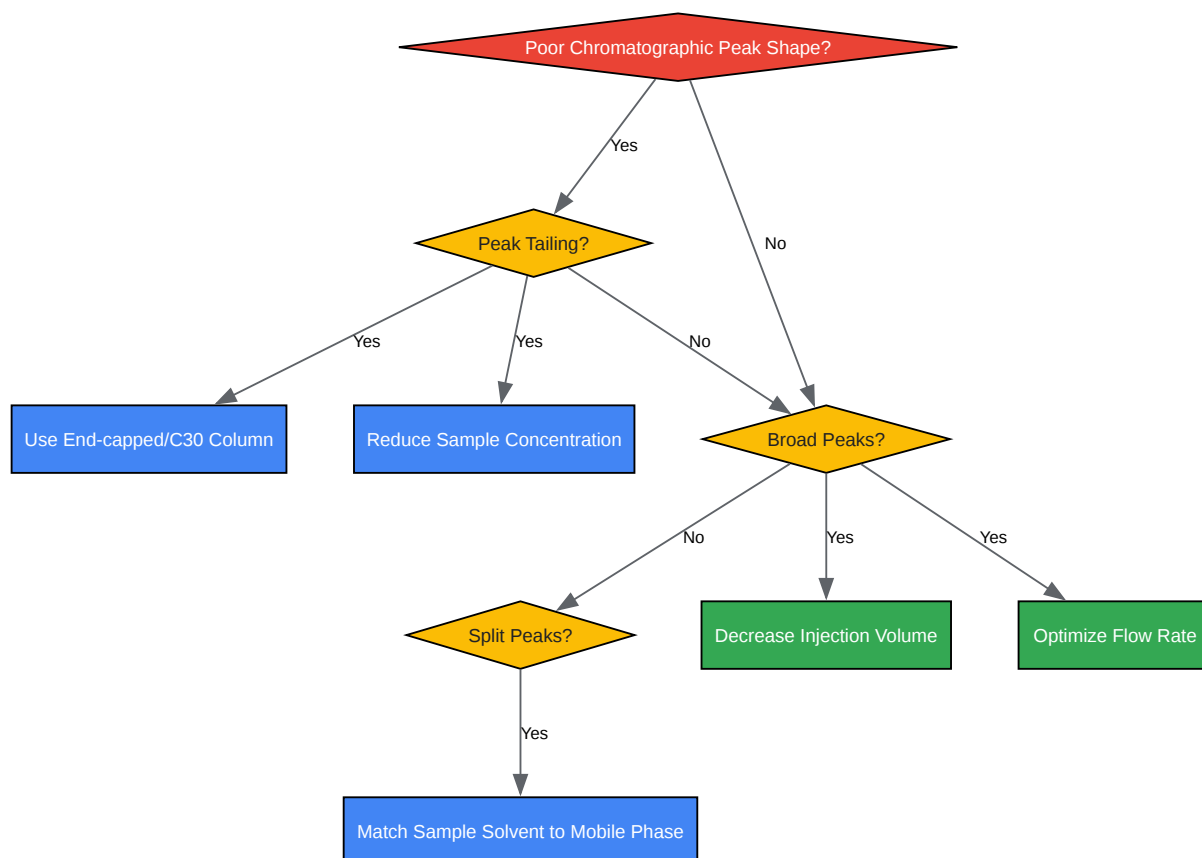 Poor Chromatographic Peak Shape?
Yes
Peak Tailing?
No
Yes
Yes
No
Use End-capped/C30 Column
Reduce Sample Concentration
Broad Peaks?
No
Yes
Yes
Split Peaks?
Decrease Injection Volume
Optimize Flow Rate
Yes
Match Sample Solvent to Mobile Phase